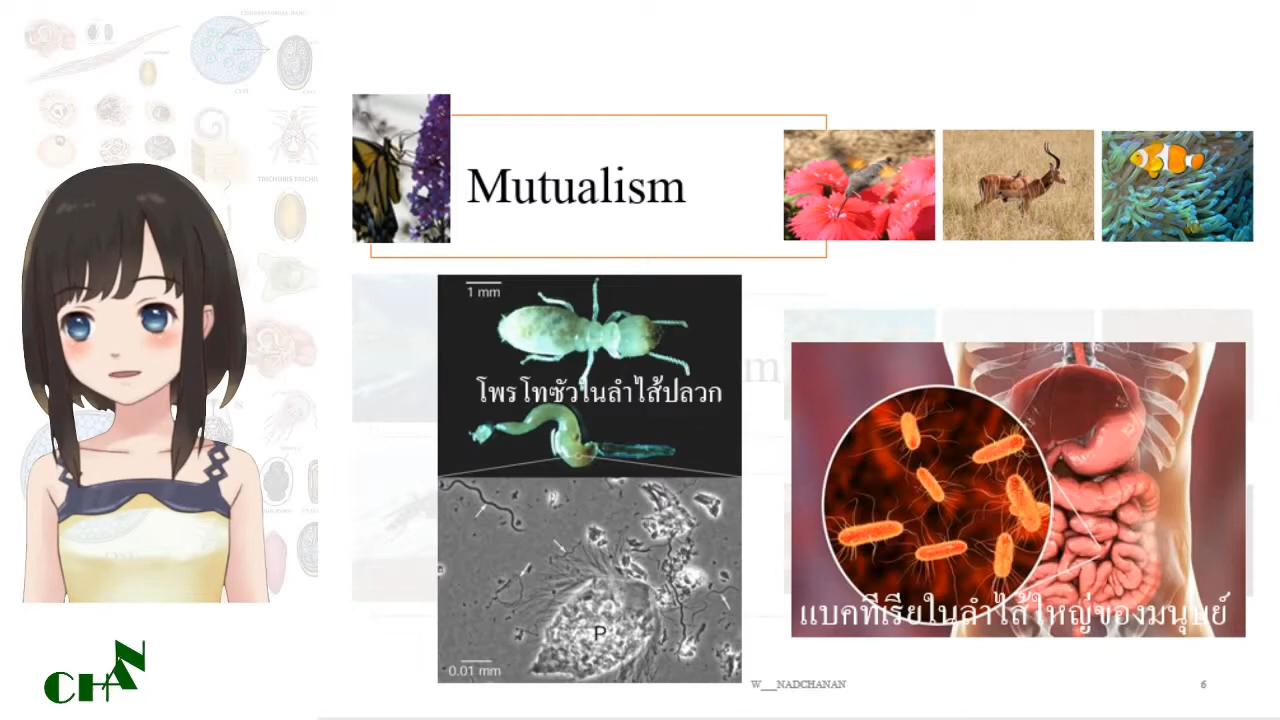 TRICHURIS TRICHIU
Mutualism
1 mm
โพรโทซัวในลำไส้ปลวก
P
0.01 mm
แบคทีเรียในลำไส้ใหญ่ของมนุษย์
CHAN
W__NADCHANAN
6